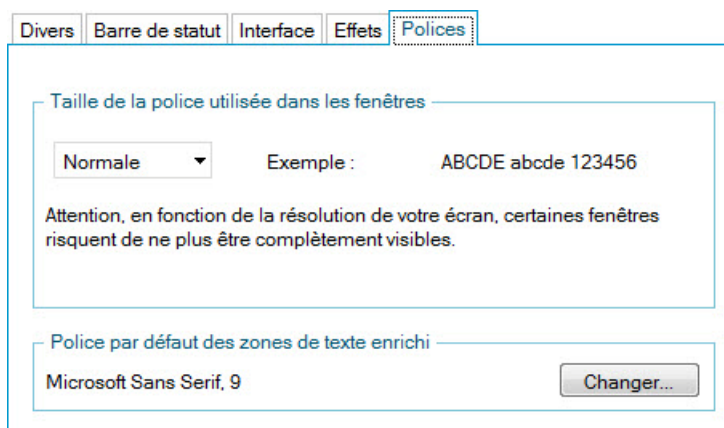 Divers Barre de statut Interface Effets Polices
Taille de la police utilisée dans les fenêtres
Normale Exemple : ABCDE abcde 123456
Attention, en fonction de la résolution de votre écran, certaines fenêtres
risquent de ne plus être complètement visibles.
Police par défaut des zones de texte enrichi
Microsoft Sans Serif, 9 Changer...